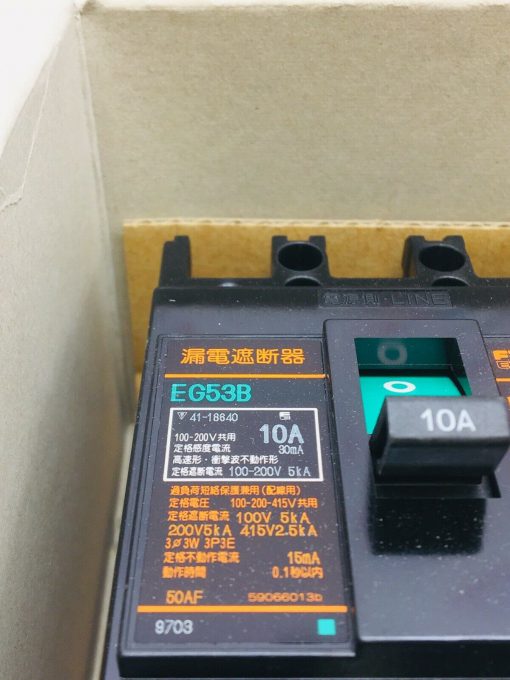 漏電遮断器
EG53B
41-18640
100-200V共用 10A
定格感度電流 30mA
高速形・衝撃波不動作形
定格遮断電流 100-200V 5kA
過負荷短絡保護兼用(配線用)
定格電圧 100-200-415V共用
定格遮断電流 100V 5kA
200V5kA 415V2.5kA
3ø3W 3P3E
定格不動作電流 15mA
動作時間 0.1秒以内
50AF 59066013b
9703
O
O
10A